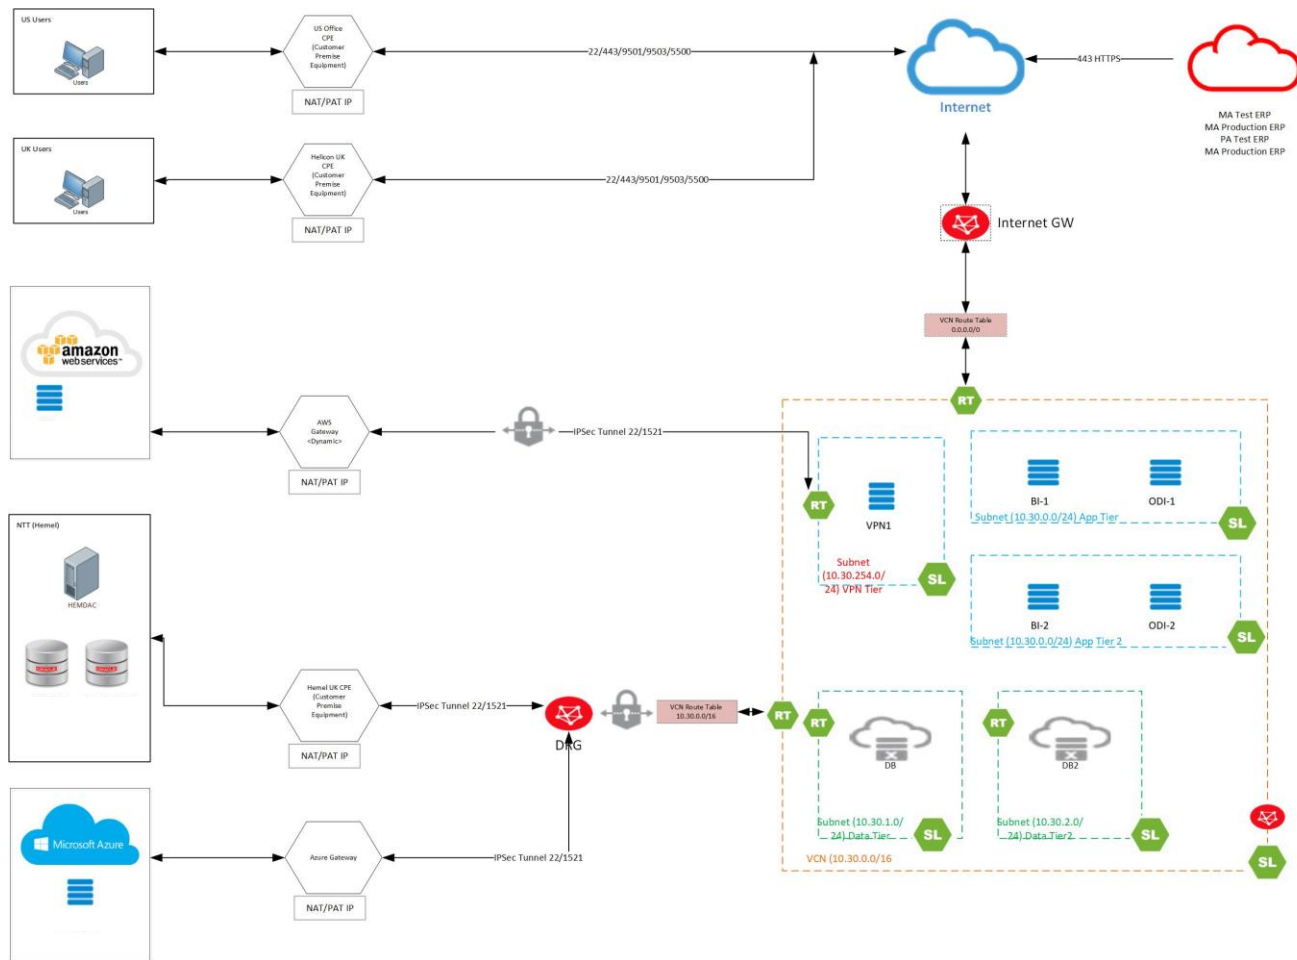 US Users
Users
US Office
CPE
(Customer
Premise
Equipment)
NAT/PAT IP
22/443/9501/9503/5500
Internet
443 HTTPS
MA Test ERP
MA Production ERP
PA Test ERP
MA Production ERP
UK Users
Users
Helicon UK
CPE
(Customer
Premise
Equipment)
NAT/PAT IP
22/443/9501/9503/5500
Internet GW
VCN Route Table
0.0.0.0/0
RT
amazon
webservices™
AWS
Gateway
<Dynamic>
NAT/PAT IP
IPSec Tunnel 22/1521
RT
VPN1
Subnet
(10.30.254.0/
24) VPN Tier
SL
BI-1
ODI-1
Subnet (10.30.0.0/24) App Tier
SL
BI-2
ODI-2
Subnet (10.30.0.0/24) App Tier 2
SL
NTT (Hemel)
HEMDAC
ORACLE
ORACLE
Hemel UK CPE
(Customer
Premise
Equipment)
NAT/PAT IP
IPSec Tunnel 22/1521
DRG
VCN Route Table
10.30.0.0/16
RT
RT
DB
Subnet (10.30.1.0/
24) Data Tier
SL
RT
DB2
Subnet (10.30.2.0/
24) Data Tier2
SL
VCN (10.30.0.0/16
SL
Microsoft Azure
Azure Gateway
NAT/PAT IP
IPSec Tunnel 22/1521